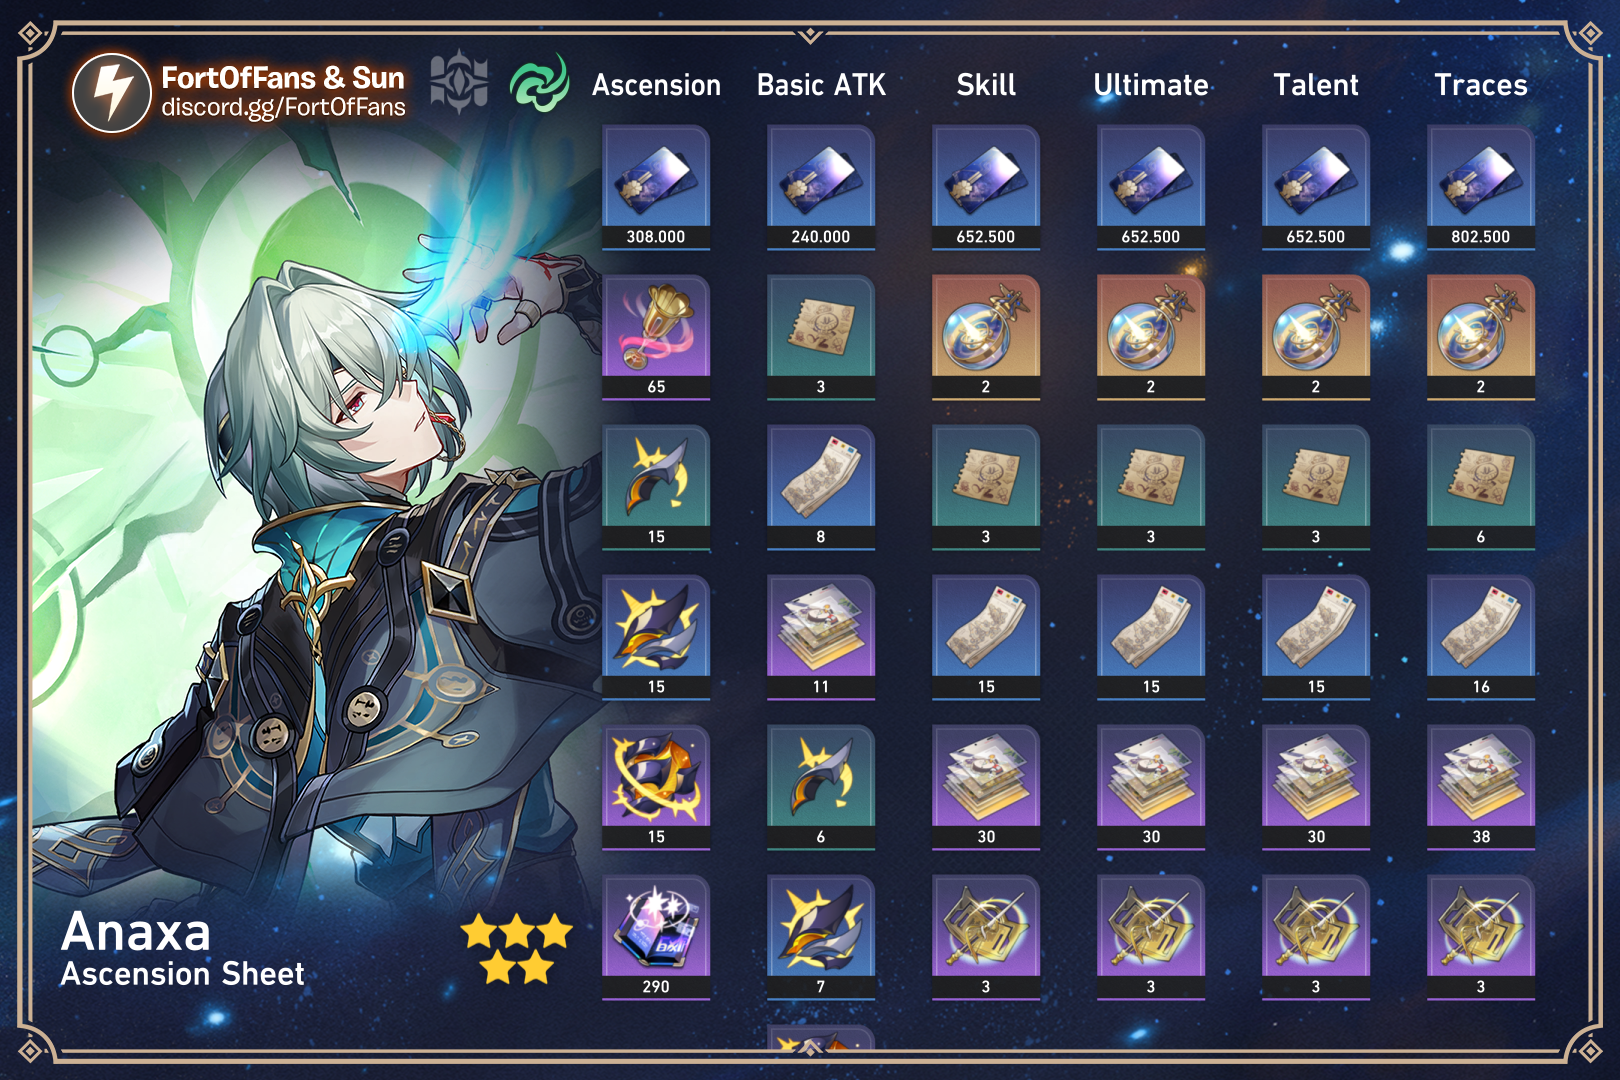 FortOfFans & Sun
discord.gg/FortOfFans
Ascension Basic ATK Skill Ultimate Talent Traces
308.000 240.000 652.500 652.500 652.500 802.500
65 3 2 2 2 2
15 8 3 3 3 6
15 11 15 15 15 16
15 6 30 30 30 38
290 7 3 3 3 3
Anaxa
Ascension Sheet